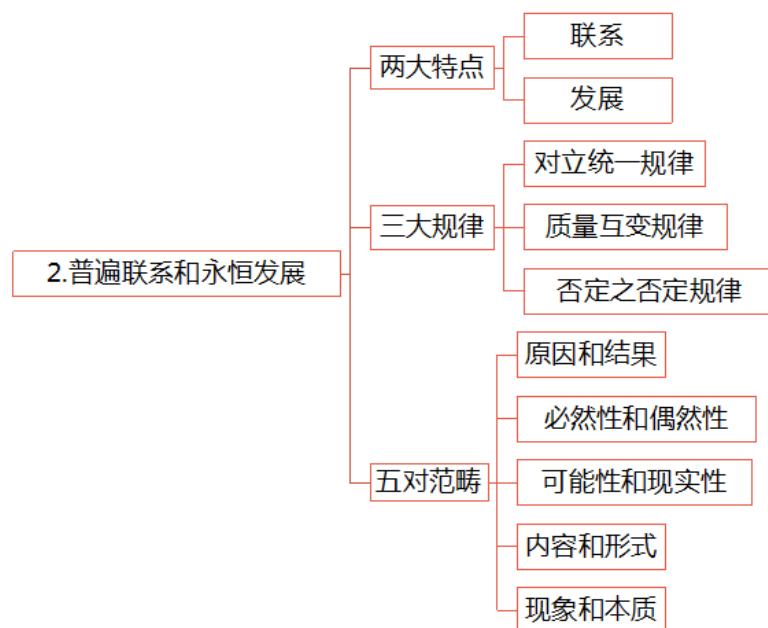 2.普遍联系和永恒发展
两大特点
联系
发展
三大规律
对立统一规律
质量互变规律
否定之否定规律
五对范畴
原因和结果
必然性和偶然性
可能性和现实性
内容和形式
现象和本质